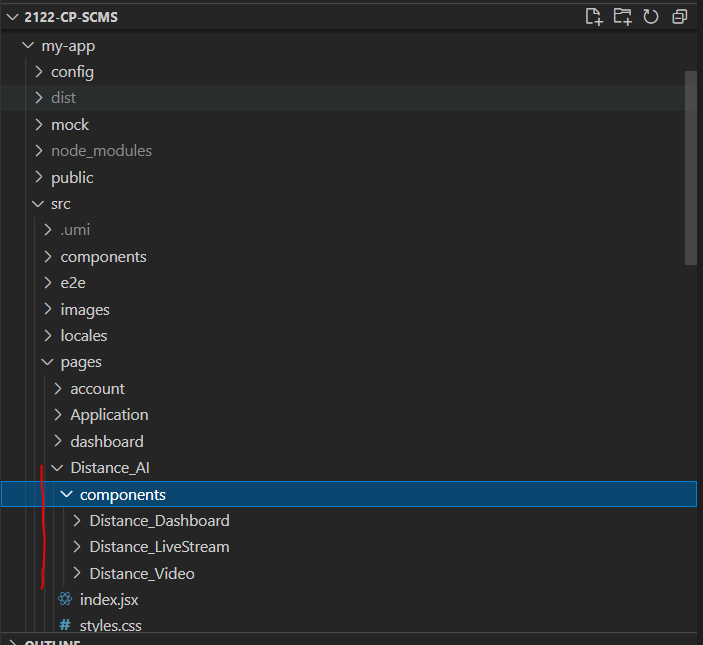 2122-CP-SCMS
my-app
config
dist
mock
node_modules
public
src
.umi
components
e2e
images
locales
pages
account
Application
dashboard
Distance_AI
components
Distance_Dashboard
Distance_LiveStream
Distance_Video
index.jsx
# styles.css
OUTLINE